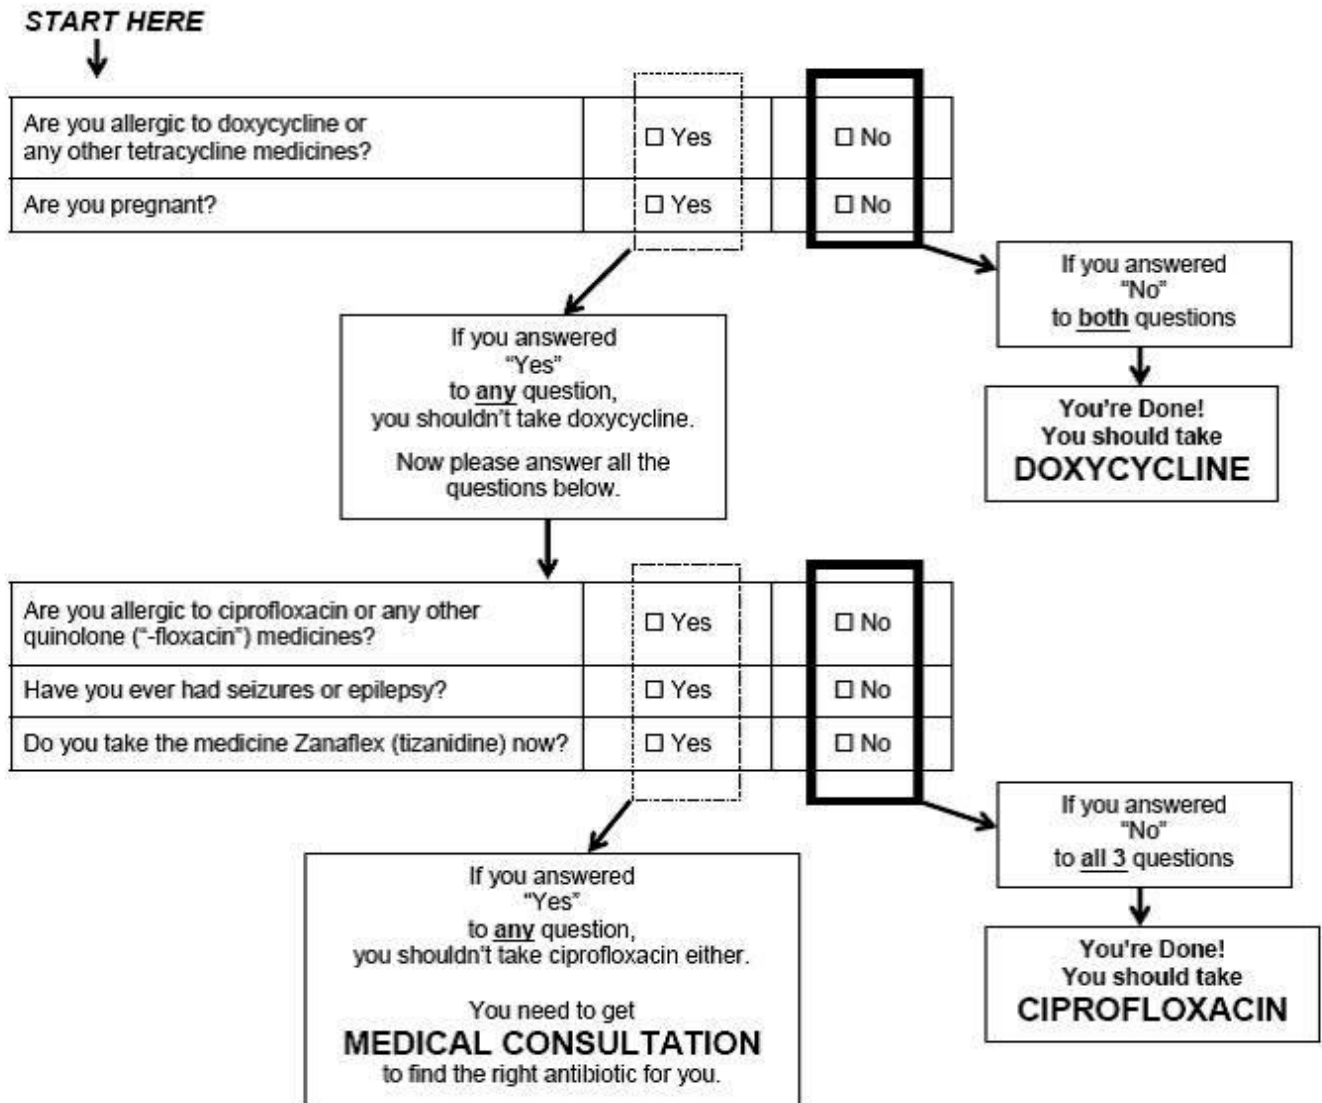 START HERE
Are you allergic to doxycycline or
any other tetracycline medicines?
☐ Yes
☐ No
Are you pregnant?
☐ Yes
☐ No
If you answered
"No"
to both questions
You're Done!
You should take
DOXYCYCLINE
If you answered
"Yes"
to any question,
you shouldn't take doxycycline.
Now please answer all the
questions below.
Are you allergic to ciprofloxacin or any other
quinolone ("-floxacin") medicines?
☐ Yes
☐ No
Have you ever had seizures or epilepsy?
☐ Yes
☐ No
Do you take the medicine Zanaflex (tizanidine) now?
☐ Yes
☐ No
If you answered
"No"
to all 3 questions
You're Done!
You should take
CIPROFLOXACIN
If you answered
"Yes"
to any question,
you shouldn't take ciprofloxacin either.
You need to get
MEDICAL CONSULTATION
to find the right antibiotic for you.